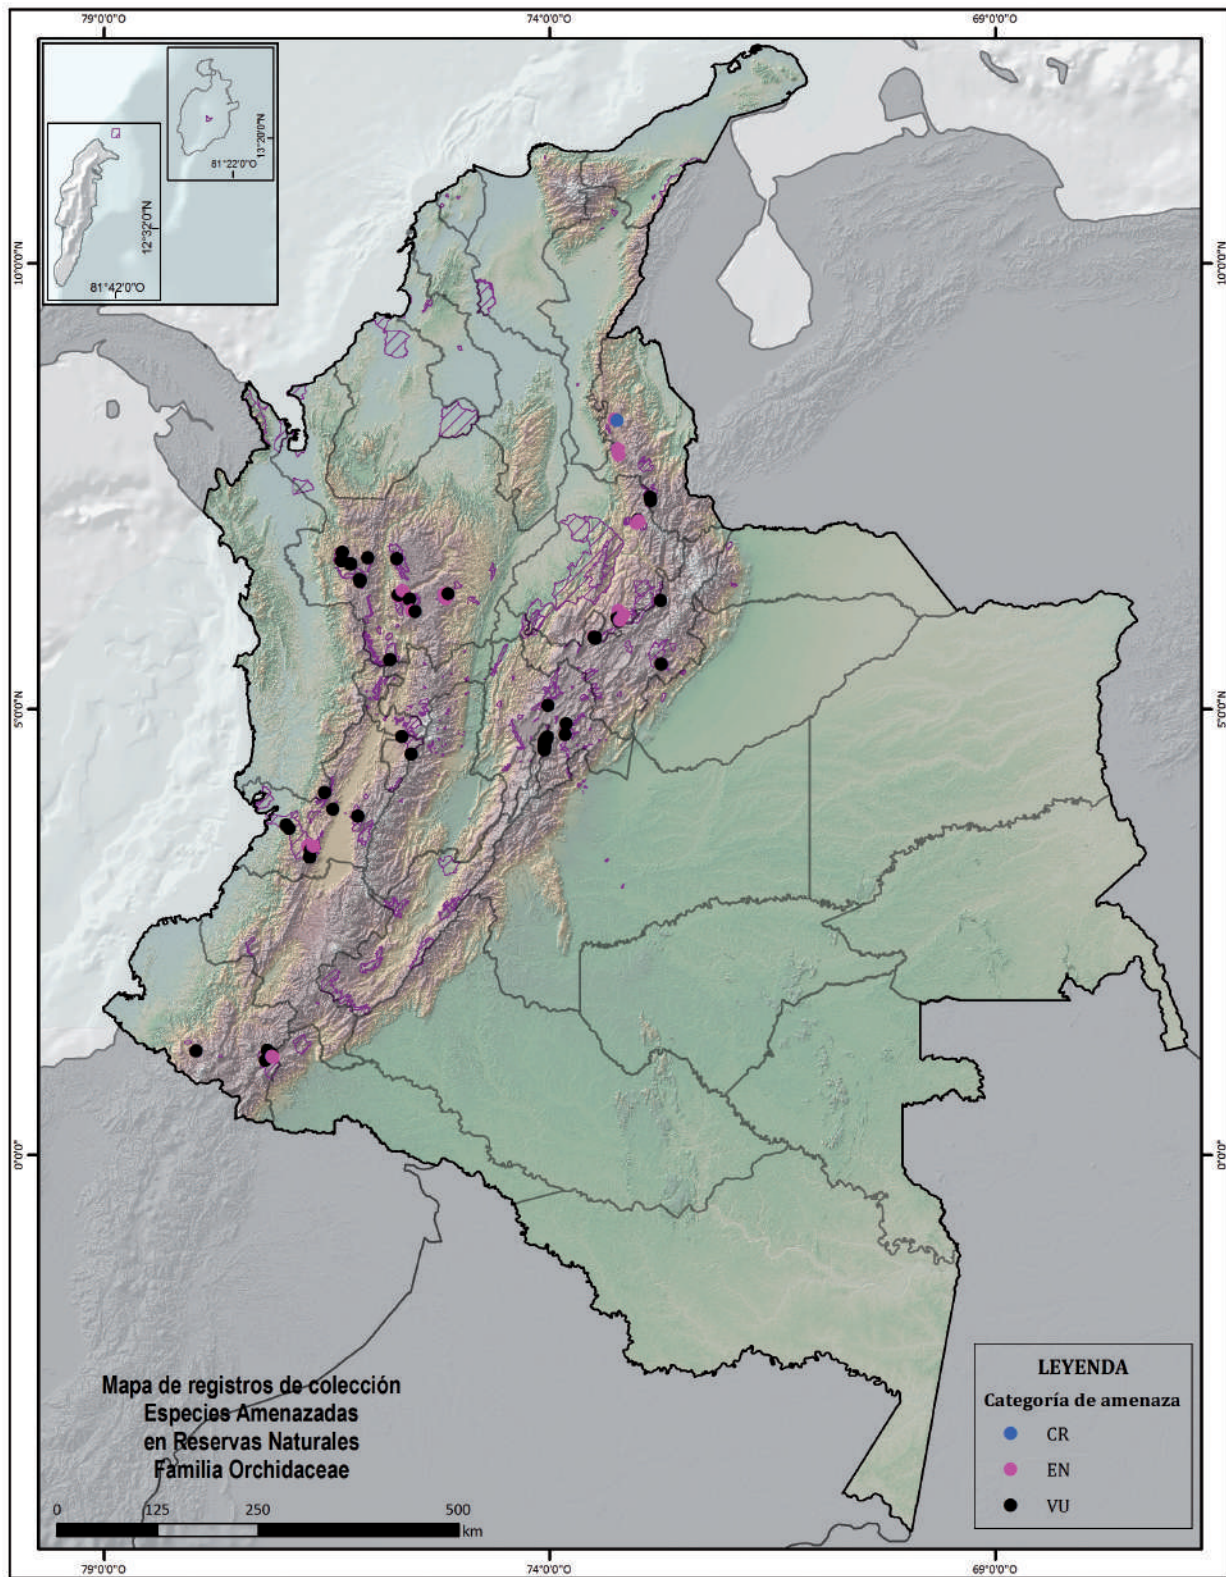 79°0'0"O
74°0'0"O
69°0'0"O
13°20'0"N
81°22'0"O
12°32'0"N
81°42'0"O
10°0'0"N
10°0'0"N
5°0'0"N
5°0'0"N
0°0'0"
0°0'0"
Mapa de registros de colección
Especies Amenazadas
en Reservas Naturales
Familia Orchidaceae
0 125 250 500
km
LEYENDA
Categoría de amenaza
CR
EN
VU
79°0'0"O
74°0'0"O
69°0'0"O